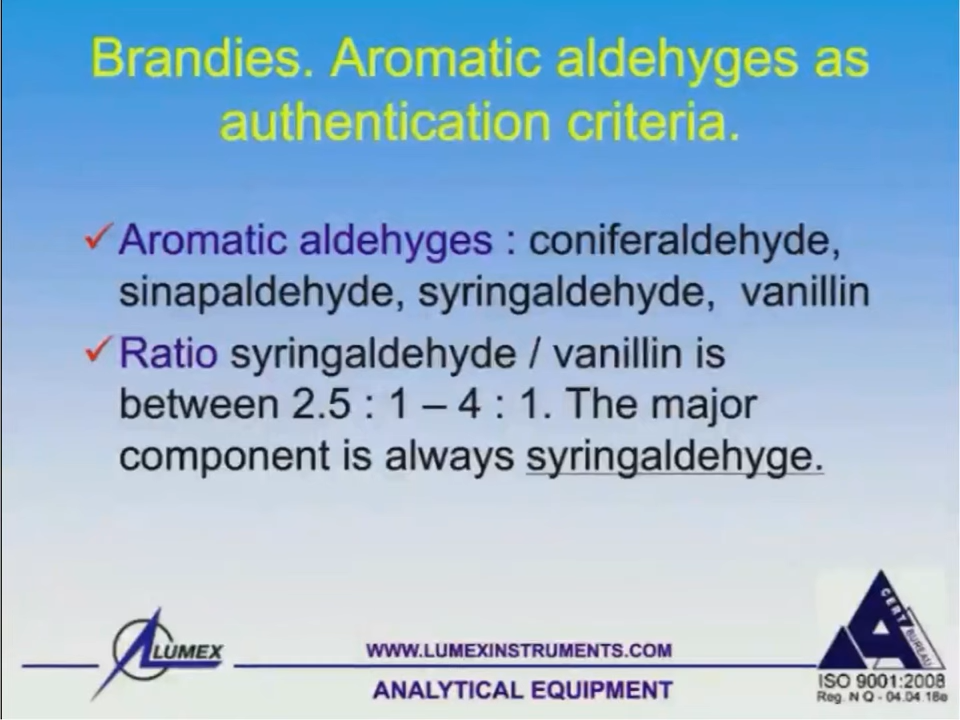 Brandies. Aromatic aldehyges as
authentication criteria.
Aromatic aldehyges : coniferaldehyde,
sinapaldehyde, syringaldehyde, vanillin
Ratio syringaldehyde / vanillin is
between 2.5 : 1 – 4 : 1. The major
component is always syringaldehyge.
LUMEX
WWW.LUMEXINSTRUMENTS.COM
ANALYTICAL EQUIPMENT
CERT BUREAU
ISO 9001:2008
Reg. N Q - 04.04.16e